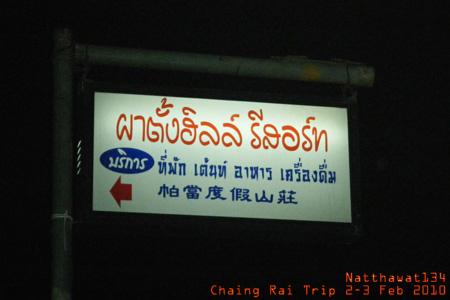 ผาตั้งฮิลล์ รีสอร์ท
บริการ ที่พัก เต้นท์ อาหาร เครื่องดื่ม
帕當度假山莊
Natthawat134
Chaing Rai Trip 2-3 Feb 2010